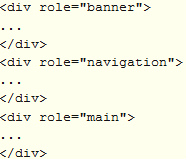 <div role="banner">
...
</div>
<div role="navigation">
...
</div>
<div role="main">
...
</div>